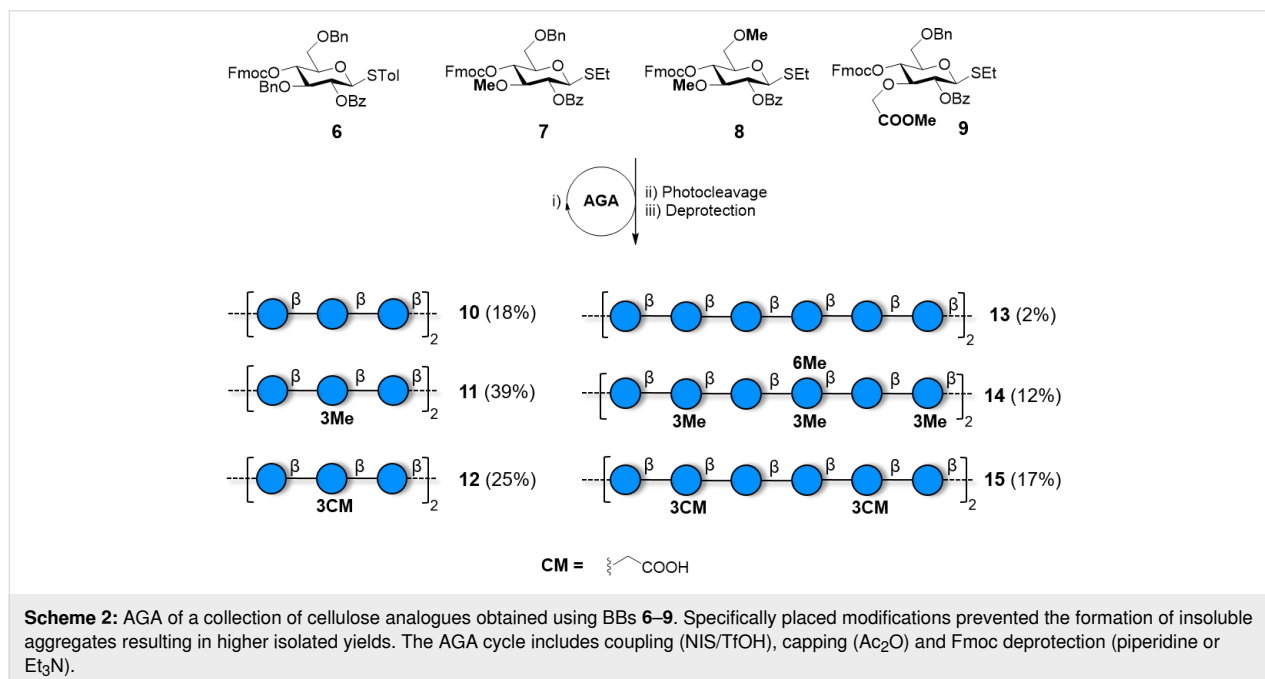 OBn
FmocO
BnO
O
STol
OBz
6
OBn
FmocO
MeO
O
SEt
OBz
7
OMe
FmocO
MeO
O
SEt
OBz
8
OBn
FmocO
O
O
SEt
OBz
COOMe
9
i) AGA
ii) Photocleavage
iii) Deprotection
β β β 2 10 (18%)
β β β β β β 2 13 (2%)
β β β 2 11 (39%)
3Me
6Me
β β β β β β 2 14 (12%)
3Me 3Me 3Me
β β β 2 12 (25%)
3CM
β β β β β β 2 15 (17%)
3CM 3CM
CM = COOH
Scheme 2: AGA of a collection of cellulose analogues obtained using BBs 6–9. Specifically placed modifications prevented the formation of insoluble
aggregates resulting in higher isolated yields. The AGA cycle includes coupling (NIS/TfOH), capping (Ac2O) and Fmoc deprotection (piperidine or
Et3N).